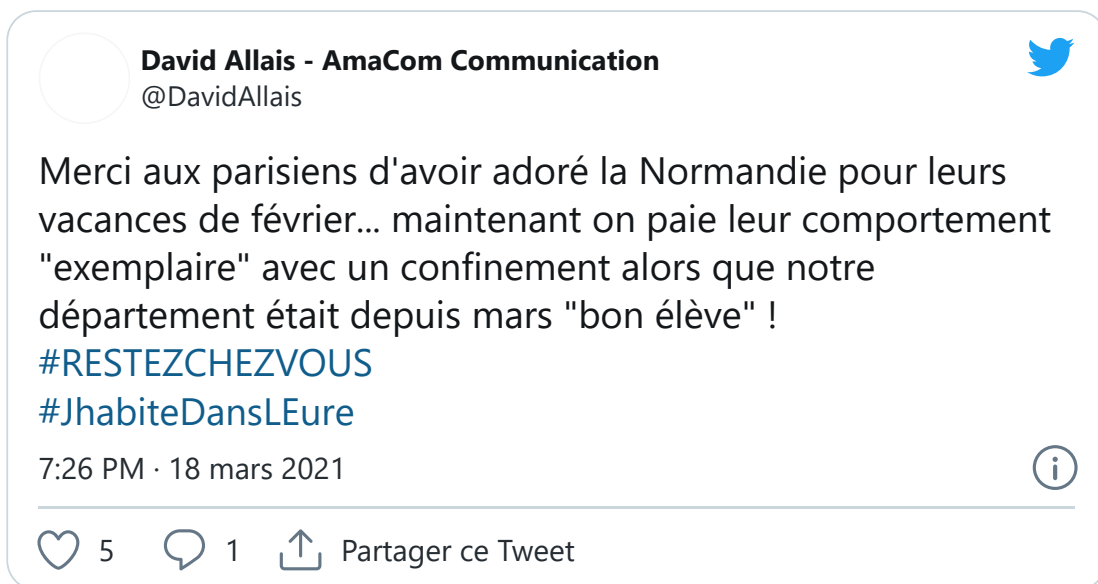 David Allais - AmaCom Communication
@DavidAllais
Merci aux parisiens d'avoir adoré la Normandie pour leurs
vacances de février... maintenant on paie leur comportement
"exemplaire" avec un confinement alors que notre
département était depuis mars "bon élève" !
#RESTEZCHEZVOUS
#JhabiteDansLEure
7:26 PM · 18 mars 2021
5 1 Partager ce Tweet